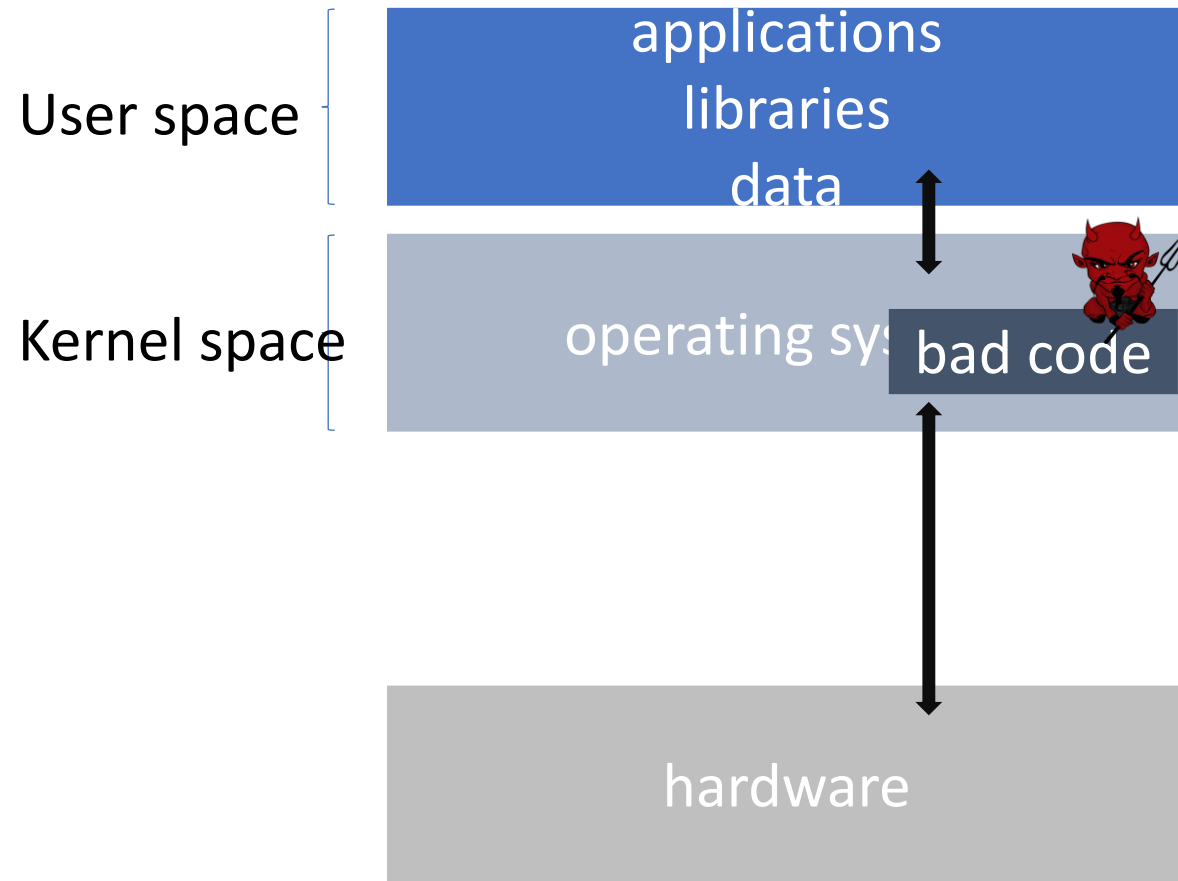 applications
libraries
User space
data
Kernel space
operating sys
bad code
hardware